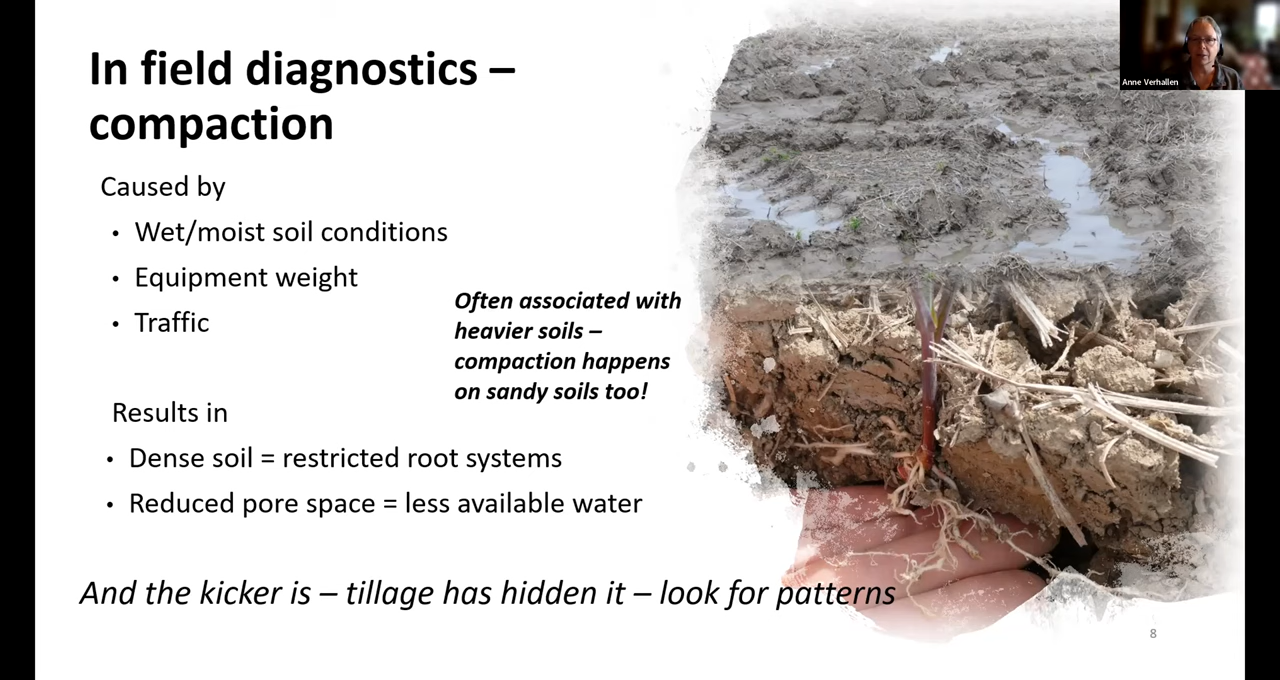 In field diagnostics –
compaction
Caused by
• Wet/moist soil conditions
• Equipment weight
• Traffic
Often associated with
heavier soils –
compaction happens
on sandy soils too!
Results in
• Dense soil = restricted root systems
• Reduced pore space = less available water
And the kicker is – tillage has hidden it – look for patterns
8
Anne Verhallen